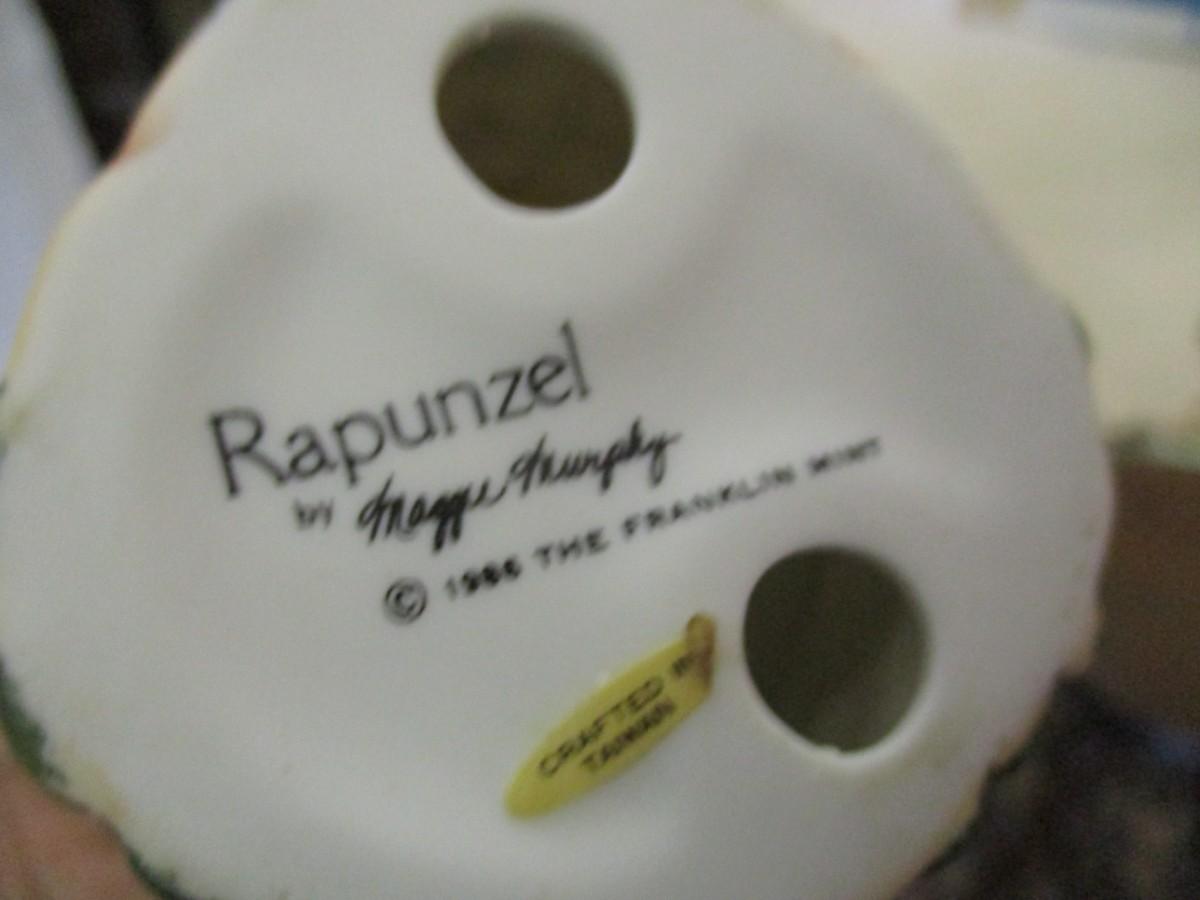 Rapunzel
by Maggie Murphy
© 1986 THE FRANKLIN MINT
CRAFTED IN
TAIWAN